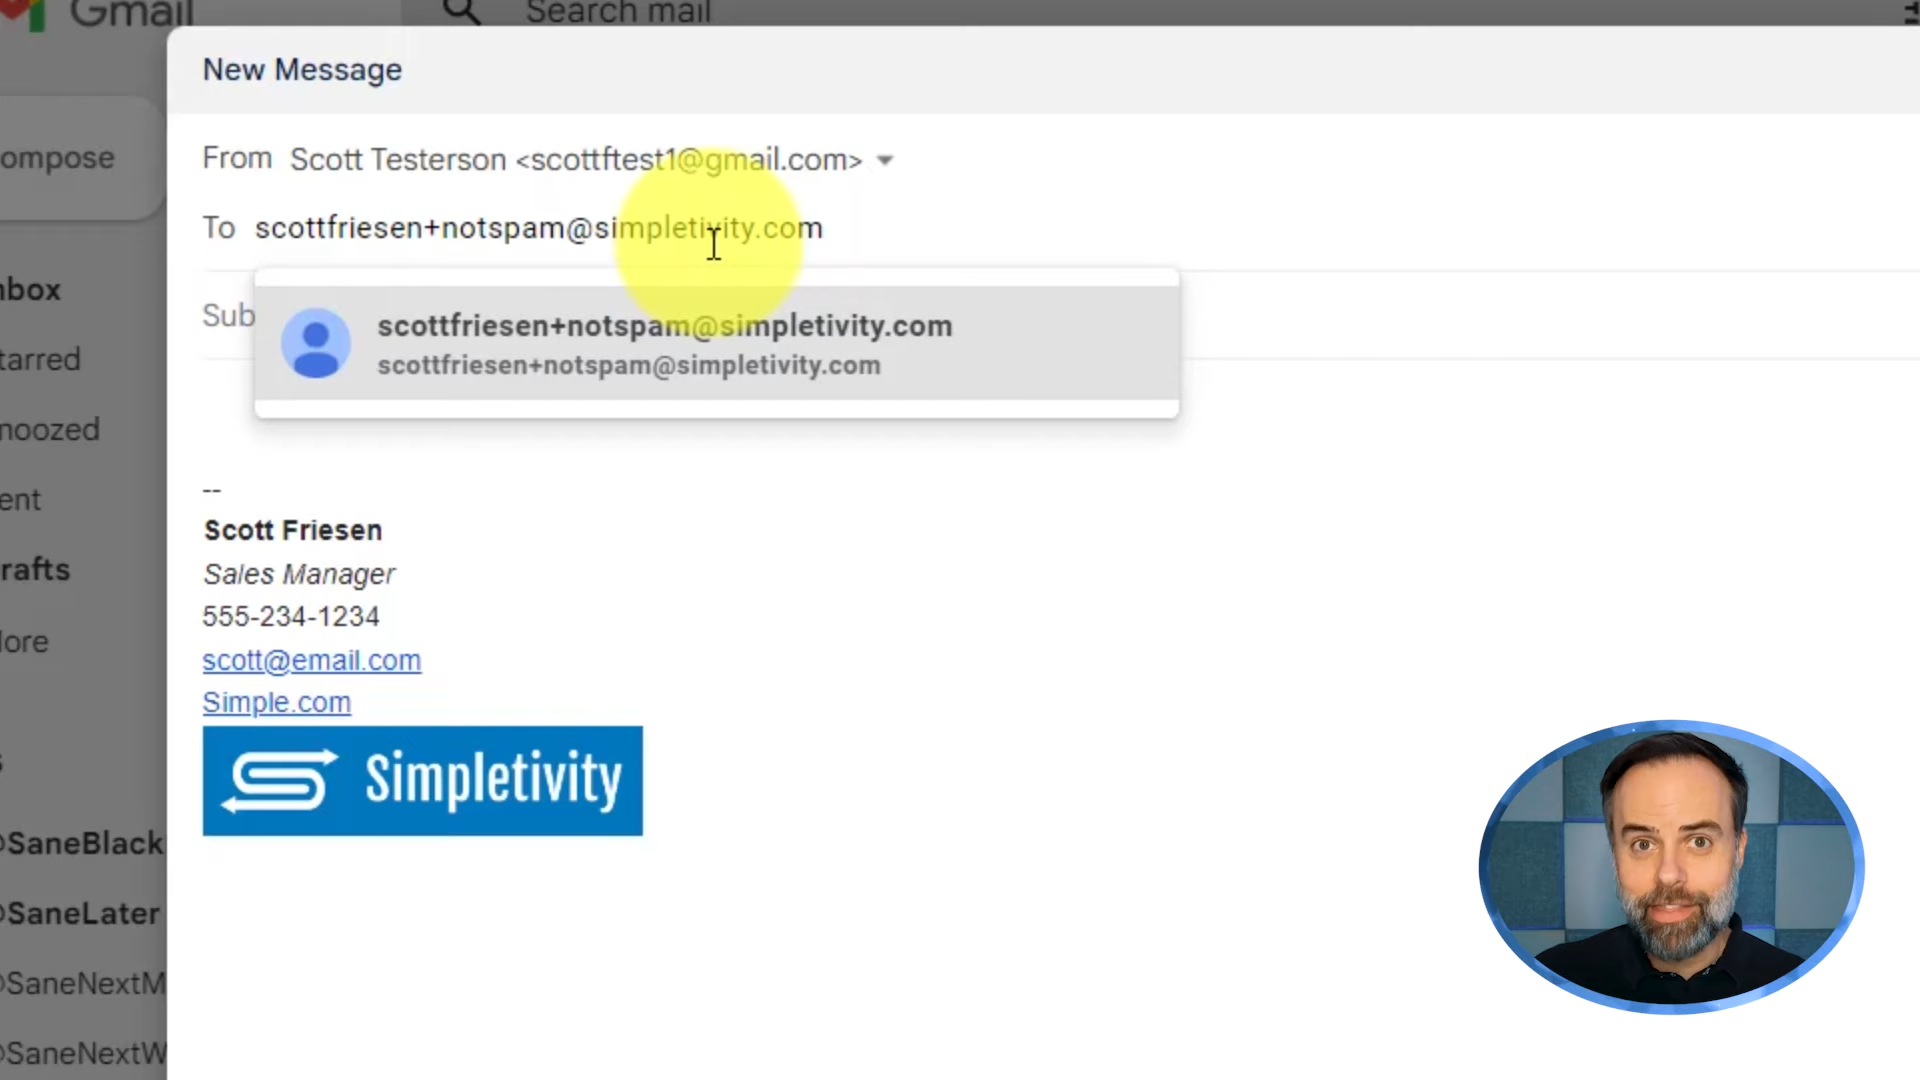 Gmail
Search mail
New Message
ompose
From Scott Testerson <scottftest1@gmail.com>
To scottfriesen+notspam@simpletivity.com
nbox
Sub
scottfriesen+notspam@simpletivity.com
scottfriesen+notspam@simpletivity.com
tarred
noozed
ent
--
Scott Friesen
rafts
Sales Manager
555-234-1234
ore
scott@email.com
Simple.com
s
Simpletivity
@SaneBlack
@SaneLater
@SaneNextM
@SaneNextW